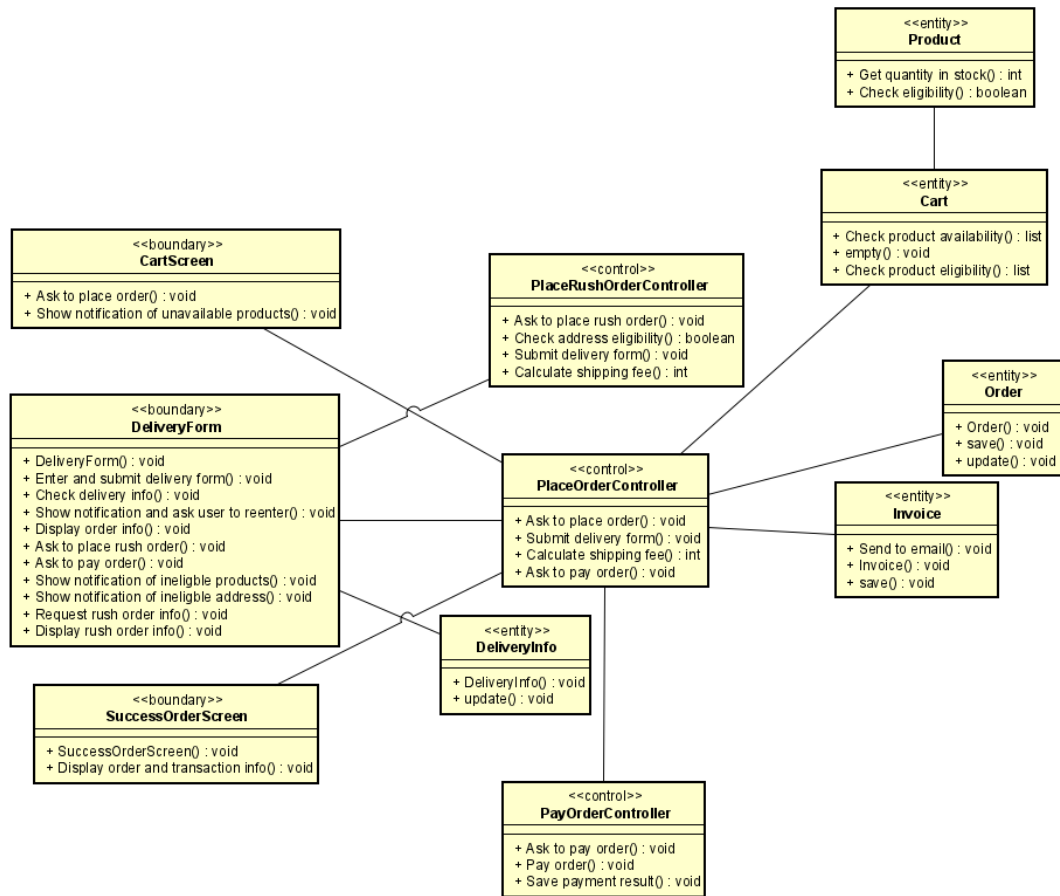 <<entity>>
Product
+ Get quantity in stock() : int
+ Check eligibility() : boolean
<<entity>>
Cart
+ Check product availability() : list
+ empty() : void
+ Check product eligibility() : list
<<boundary>>
CartScreen
+ Ask to place order() : void
+ Show notification of unavailable products() : void
<<control>>
PlaceRushOrderController
+ Ask to place rush order() : void
+ Check address eligibility() : boolean
+ Submit delivery form() : void
+ Calculate shipping fee() : int
<<entity>>
Order
+ Order() : void
+ save() : void
+ update() : void
<<boundary>>
DeliveryForm
+ DeliveryForm() : void
+ Enter and submit delivery form() : void
+ Check delivery info() : void
+ Show notification and ask user to reenter() : void
+ Display order info() : void
+ Ask to place rush order() : void
+ Ask to pay order() : void
+ Show notification of ineligble products() : void
+ Show notification of ineligble address() : void
+ Request rush order info() : void
+ Display rush order info() : void
<<control>>
PlaceOrderController
+ Ask to place order() : void
+ Submit delivery form() : void
+ Calculate shipping fee() : int
+ Ask to pay order() : void
<<entity>>
Invoice
+ Send to email() : void
+ Invoice() : void
+ save() : void
<<entity>>
DeliveryInfo
+ DeliveryInfo() : void
+ update() : void
<<boundary>>
SuccessOrderScreen
+ SuccessOrderScreen() : void
+ Display order and transaction info() : void
<<control>>
PayOrderController
+ Ask to pay order() : void
+ Pay order() : void
+ Save payment result() : void